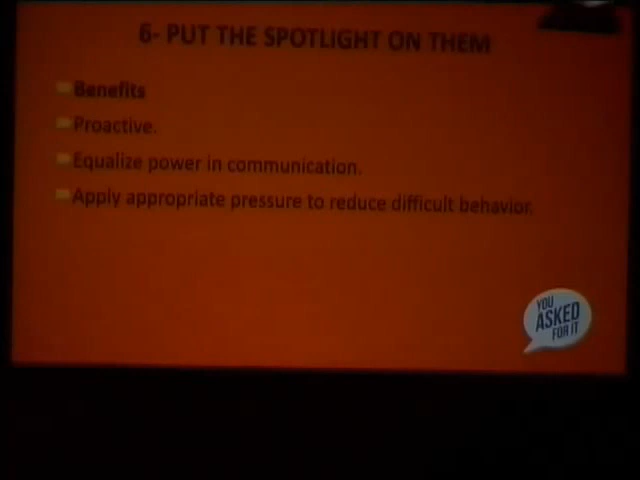 6- PUT THE SPOTLIGHT ON THEM
Benefits
Proactive.
Equalize power in communication.
Apply appropriate pressure to reduce difficult behavior.
YOU
ASKED
FOR IT